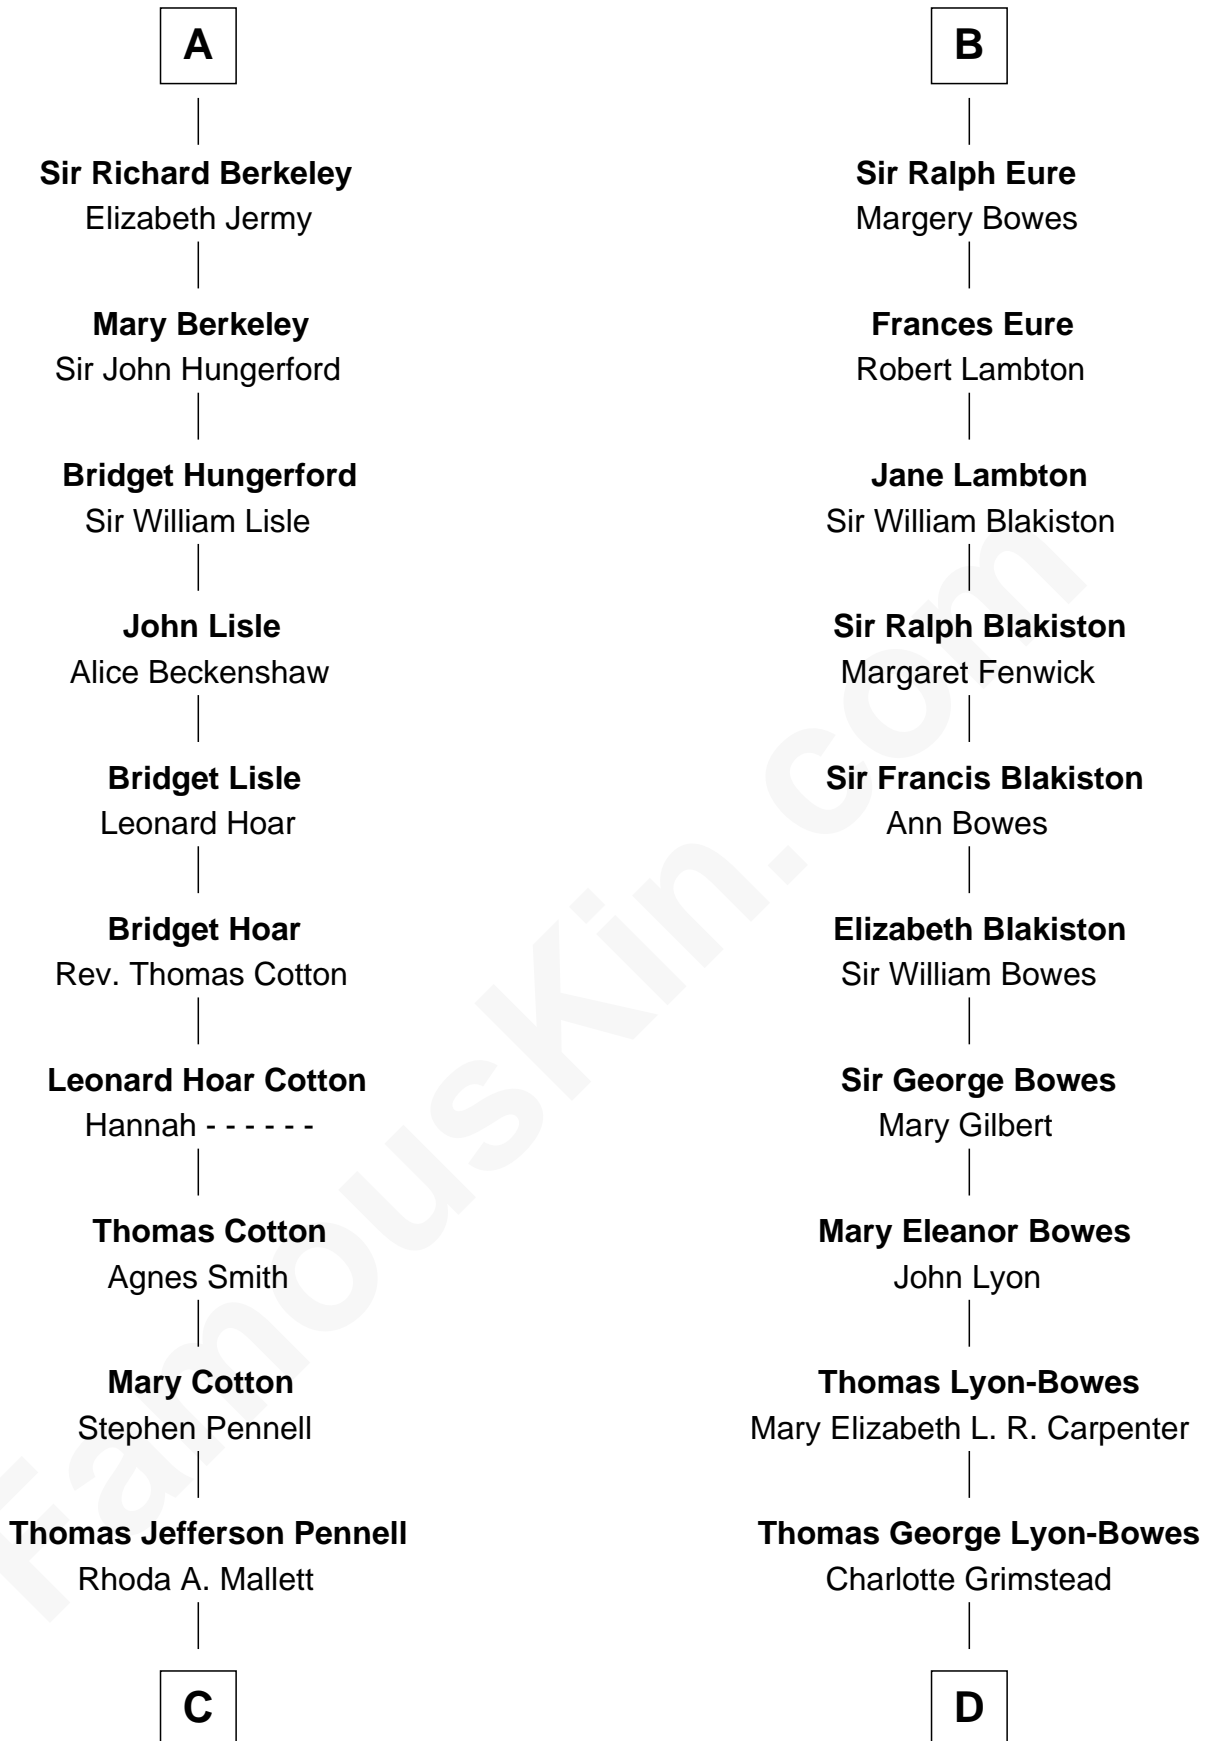 A
Sir Richard Berkeley
Elizabeth Jermy
Mary Berkeley
Sir John Hungerford
Bridget Hungerford
Sir William Lisle
John Lisle
Alice Beckenshaw
Bridget Lisle
Leonard Hoar
Bridget Hoar
Rev. Thomas Cotton
Leonard Hoar Cotton
Hannah - - - - - -
Thomas Cotton
Agnes Smith
Mary Cotton
Stephen Pennell
Thomas Jefferson Pennell
Rhoda A. Mallett
C
B
Sir Ralph Eure
Margery Bowes
Frances Eure
Robert Lambton
Jane Lambton
Sir William Blakiston
Sir Ralph Blakiston
Margaret Fenwick
Sir Francis Blakiston
Ann Bowes
Elizabeth Blakiston
Sir William Bowes
Sir George Bowes
Mary Gilbert
Mary Eleanor Bowes
John Lyon
Thomas Lyon-Bowes
Mary Elizabeth L. R. Carpenter
Thomas George Lyon-Bowes
Charlotte Grimstead
D
FamousKin.com